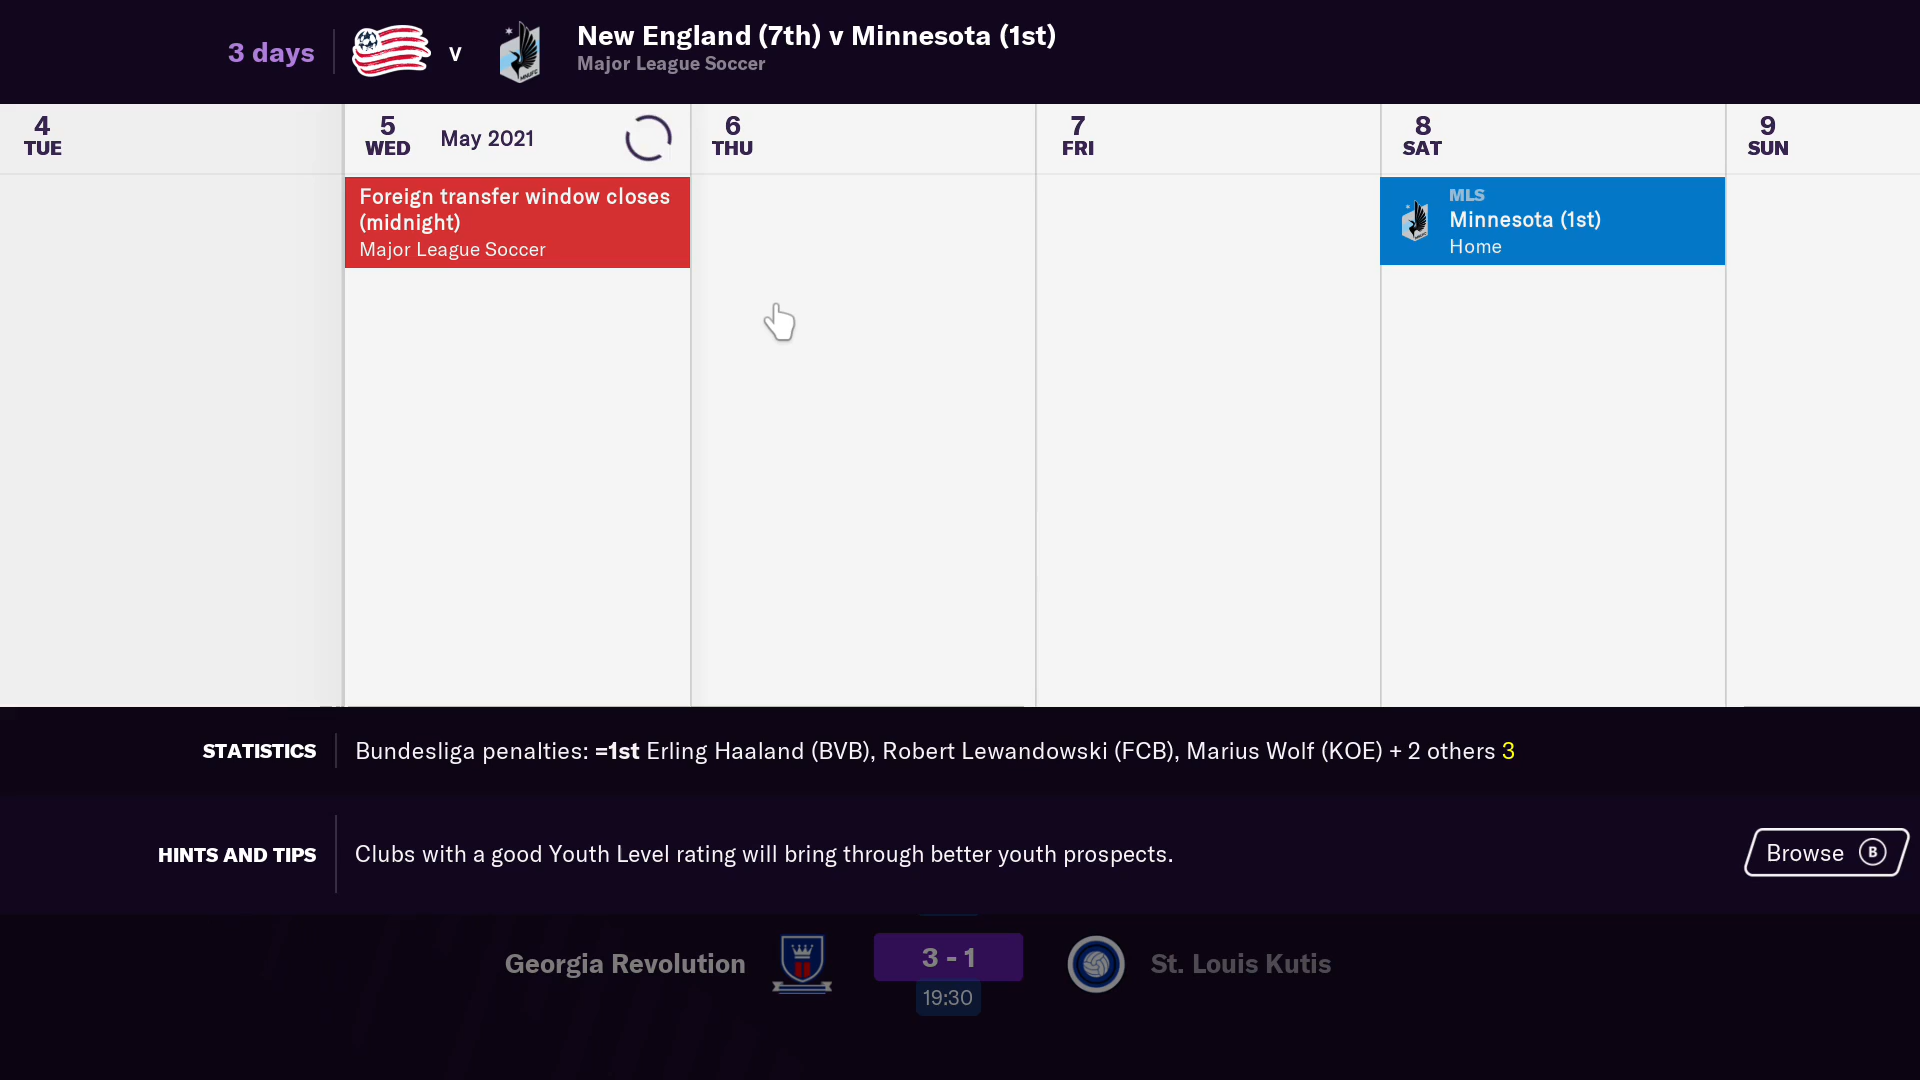 3 days
v
New England (7th) v Minnesota (1st)
Major League Soccer
4
TUE
5
WED
May 2021
6
THU
7
FRI
8
SAT
9
SUN
Foreign transfer window closes
(midnight)
Major League Soccer
MLS
Minnesota (1st)
Home
STATISTICS
Bundesliga penalties: =1st Erling Haaland (BVB), Robert Lewandowski (FCB), Marius Wolf (KOE) + 2 others 3
HINTS AND TIPS
Clubs with a good Youth Level rating will bring through better youth prospects.
Browse B
Georgia Revolution
3 - 1
St. Louis Kutis
19:30